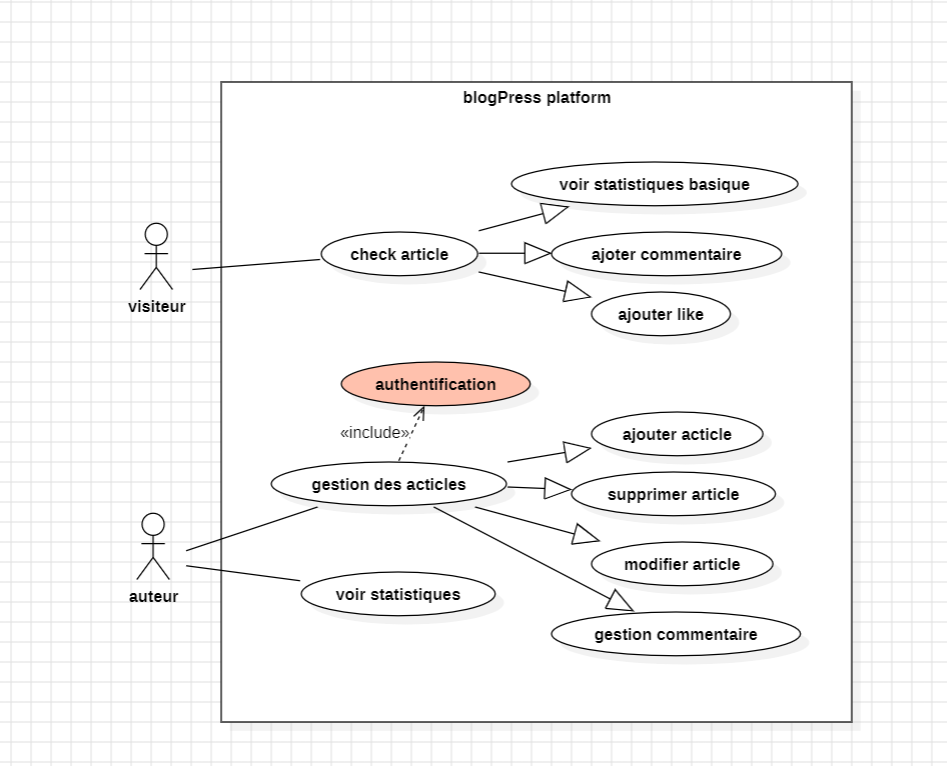 blogPress platform
voir statistiques basique
check article
ajoter commentaire
visiteur
ajouter like
authentification
«include»
ajouter acticle
gestion des acticles
supprimer article
modifier article
auteur
voir statistiques
gestion commentaire